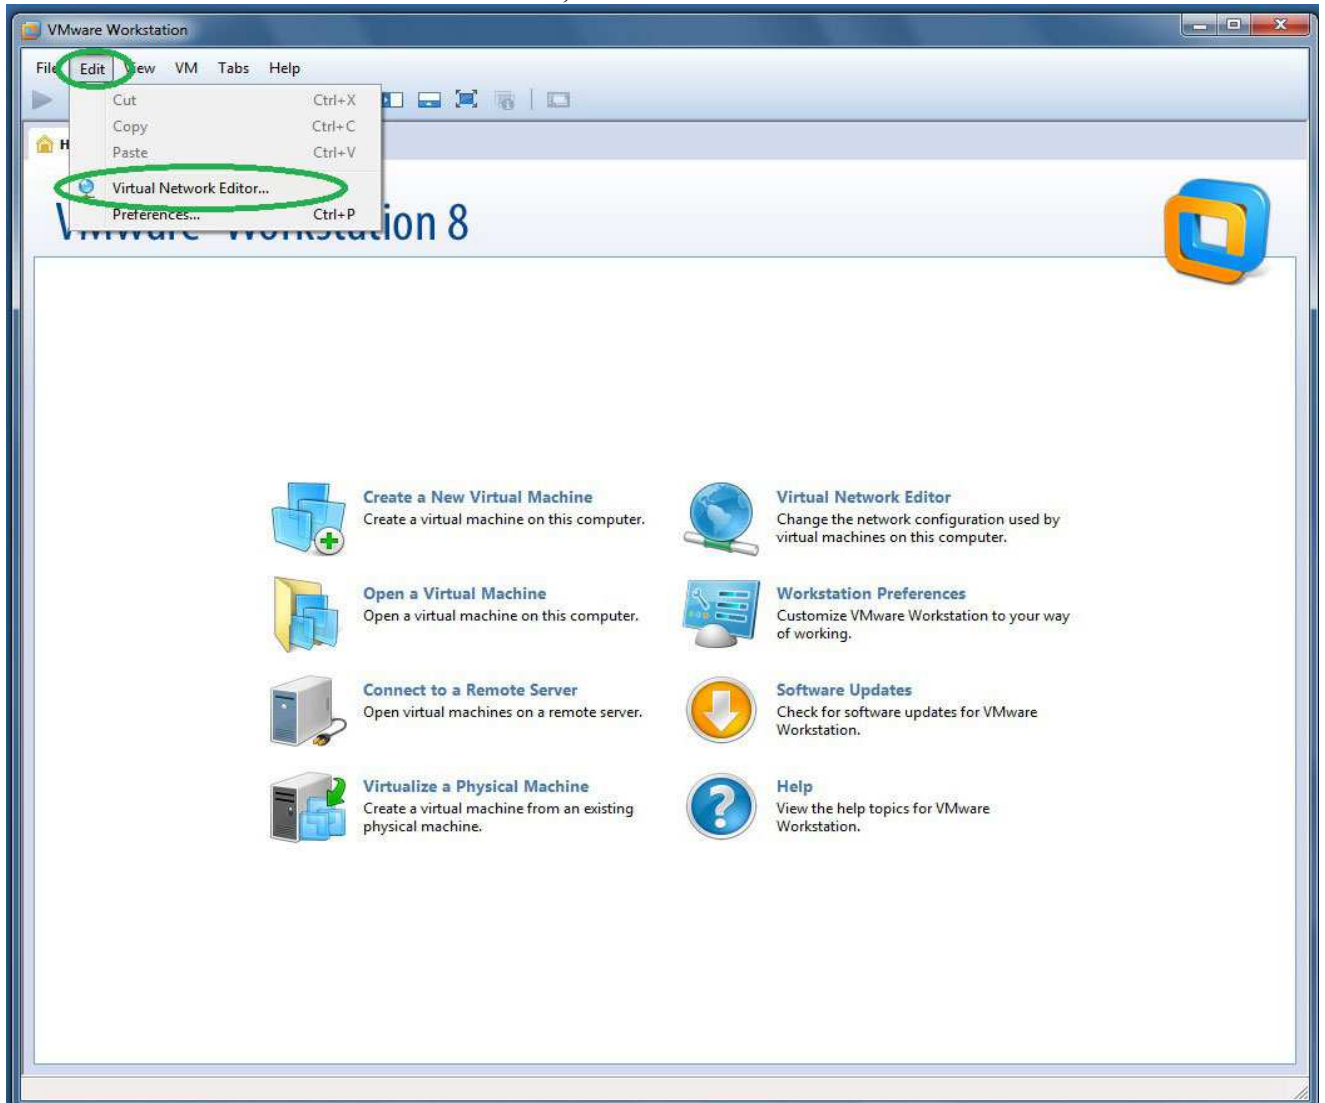 VMware Workstation
File Edit View VM Tabs Help
Cut Ctrl+X
Copy Ctrl+C
Paste Ctrl+V
Virtual Network Editor...
Preferences... Ctrl+P
VMware Workstation 8
Create a New Virtual Machine
Create a virtual machine on this computer.
Open a Virtual Machine
Open a virtual machine on this computer.
Connect to a Remote Server
Open virtual machines on a remote server.
Virtualize a Physical Machine
Create a virtual machine from an existing
physical machine.
Virtual Network Editor
Change the network configuration used by
virtual machines on this computer.
Workstation Preferences
Customize VMware Workstation to your way
of working.
Software Updates
Check for software updates for VMware
Workstation.
Help
View the help topics for VMware
Workstation.